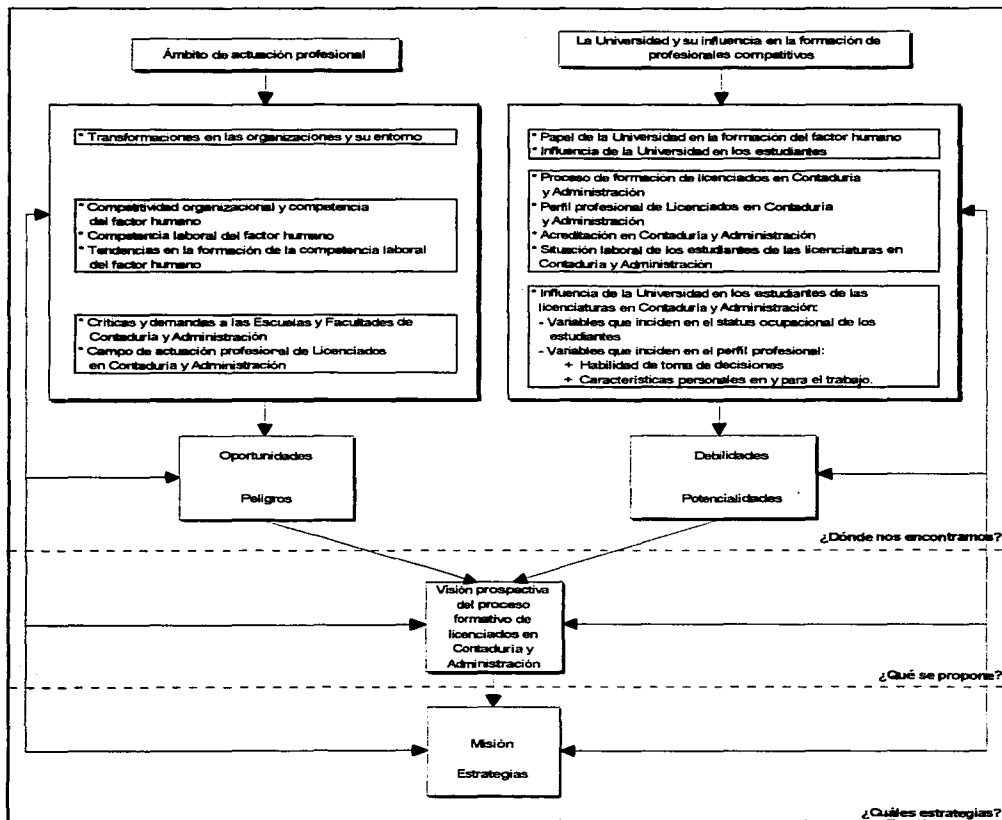 Ámbito de actuación profesional
La Universidad y su influencia en la formación de
profesionales competitivos
* Transformaciones en las organizaciones y su entorno
* Competitividad organizacional y competencia
del factor humano
* Competencia laboral del factor humano
* Tendencias en la formación de la competencia laboral
del factor humano
* Críticas y demandas a las Escuelas y Facultades de
Contaduría y Administración
* Campo de actuación profesional de Licenciados
en Contaduría y Administración
* Papel de la Universidad en la formación del factor humano
* Influencia de la Universidad en los estudiantes
* Proceso de formación de licenciados en Contaduría
y Administración
* Perfil profesional de Licenciados en Contaduría
y Administración
* Acreditación en Contaduría y Administración
* Situación laboral de los estudiantes de las licenciaturas en
Contaduría y Administración
* Influencia de la Universidad en los estudiantes de las
licenciaturas en Contaduría y Administración:
- Variables que inciden en el status ocupacional de los
estudiantes
- Variables que inciden en el perfil profesional:
+ Habilidad de toma de decisiones
+ Características personales en y para el trabajo.
Oportunidades
Peligros
Debilidades
Potencialidades
¿Dónde nos encontramos?
Visión prospectiva
del proceso
formativo de
licenciados en
Contaduría y
Administración
¿Qué se propone?
Misión
Estrategias
¿Cuáles estrategias?